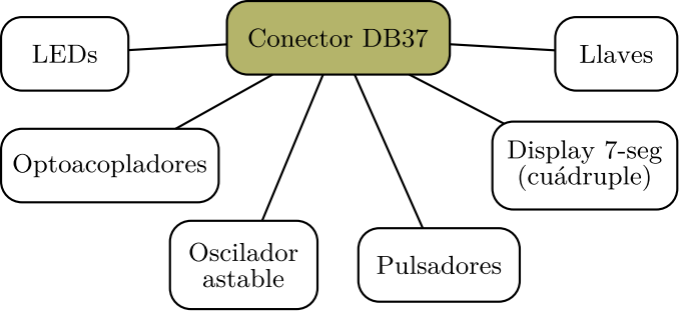 Conector DB37
LEDs
Llaves
Optoacopladores
Display 7-seg
(cuádruple)
Oscilador
astable
Pulsadores